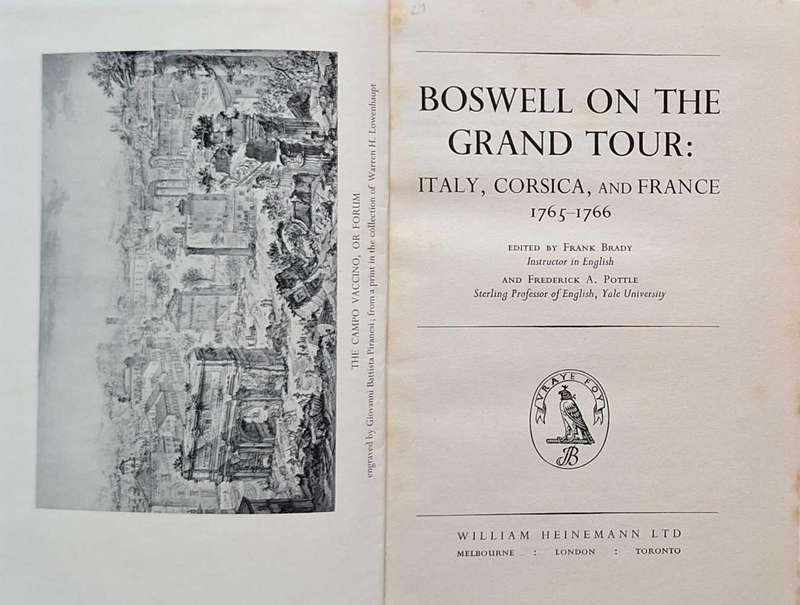 THE CAMPO VACCINO, OR FORUM
engraved by Giovanni Battista Piranesi; from a print in the collection of Warren H. Lowenhaupt
29
BOSWELL ON THE
GRAND TOUR:
ITALY, CORSICA, AND FRANCE
1765–1766
EDITED BY FRANK BRADY
Instructor in English
AND FREDERICK A. POTTLE
Sterling Professor of English, Yale University
VRAYE FOY
JB
WILLIAM HEINEMANN LTD
MELBOURNE : LONDON : TORONTO